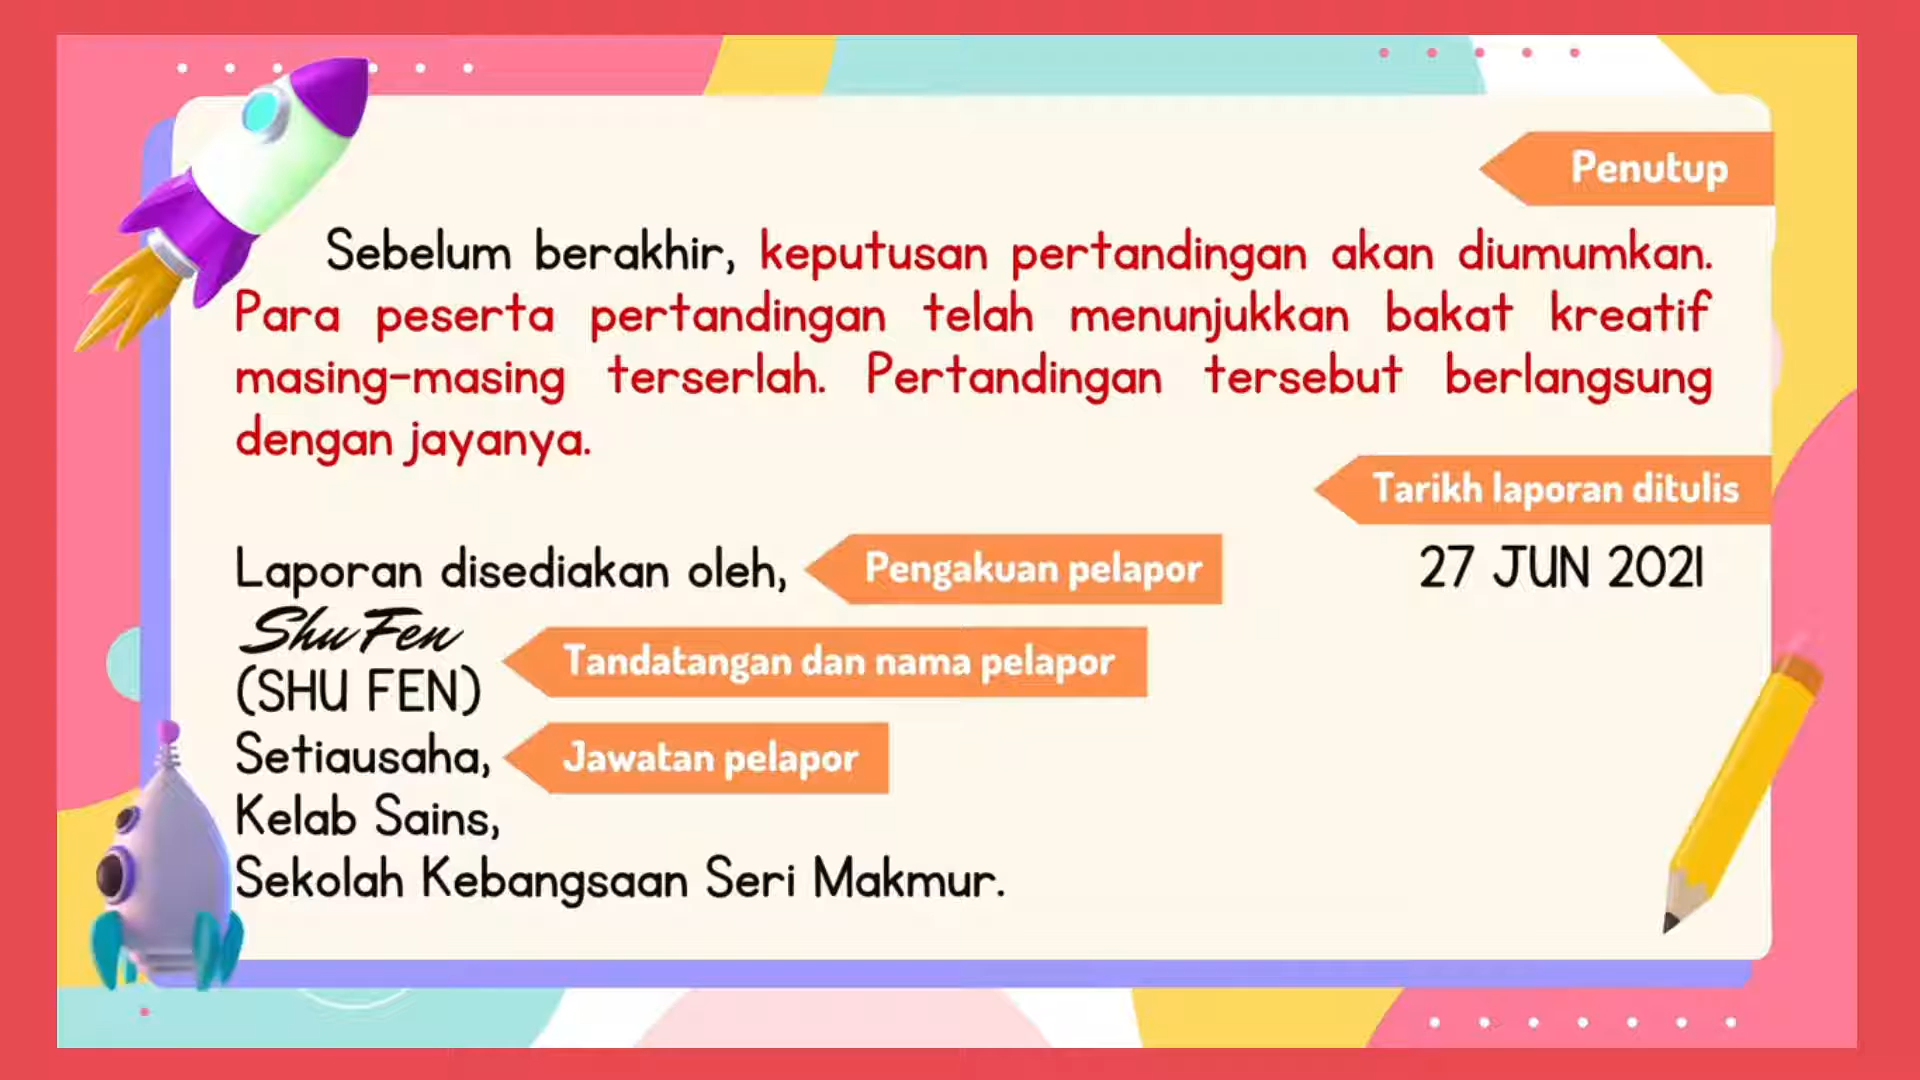 Penutup
Sebelum berakhir, keputusan pertandingan akan diumumkan.
Para peserta pertandingan telah menunjukkan bakat kreatif
masing-masing terserlah. Pertandingan tersebut berlangsung
dengan jayanya.
Tarikh laporan ditulis
Laporan disediakan oleh, Pengakuan pelapor 27 JUN 2021
Shu Fen
Tandatangan dan nama pelapor
(SHU FEN)
Setiausaha, Jawatan pelapor
Kelab Sains,
Sekolah Kebangsaan Seri Makmur.